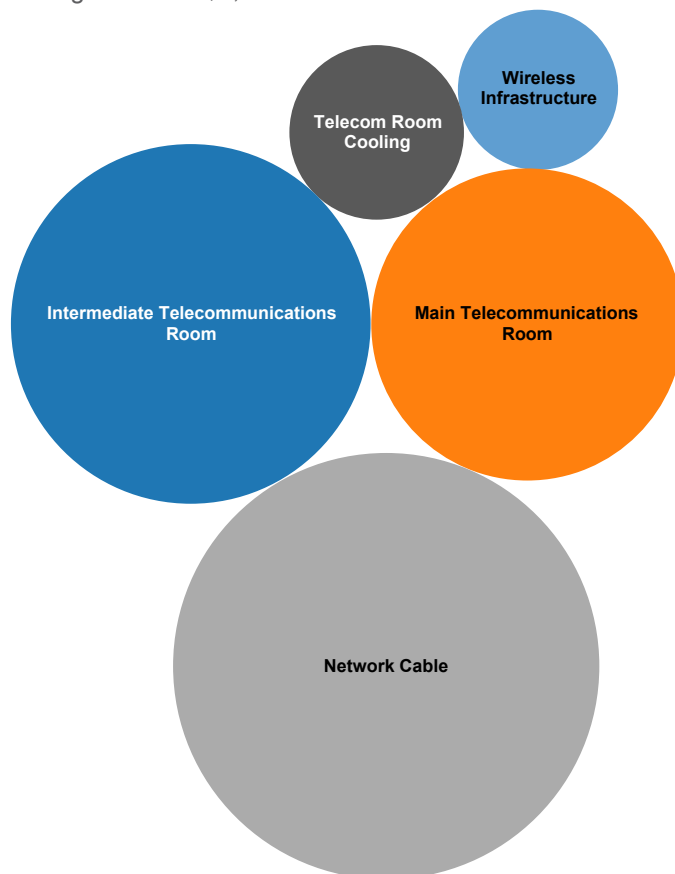 Wireless
Infrastructure
Telecom Room
Cooling
Intermediate Telecommunications
Room
Main Telecommunications
Room
Network Cable